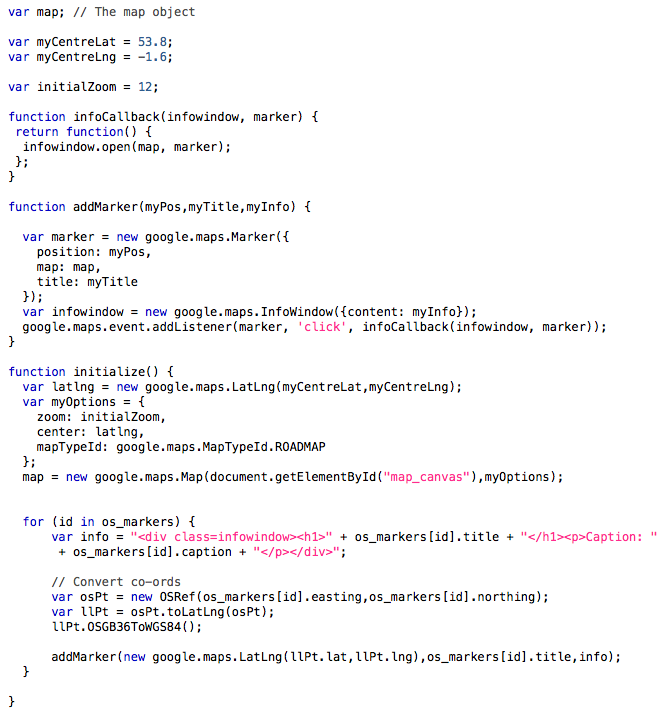 var map; // The map object
var myCentreLat = 53.8;
var myCentreLng = -1.6;
var initialZoom = 12;
function infoCallback(infowindow, marker) {
 return function() {
  infowindow.open(map, marker);
 };
}
function addMarker(myPos,myTitle,myInfo) {
  var marker = new google.maps.Marker({
    position: myPos,
    map: map,
    title: myTitle
  });
  var infowindow = new google.maps.InfoWindow({content: myInfo});
  google.maps.event.addListener(marker, 'click', infoCallback(infowindow, marker));
}
function initialize() {
  var latlng = new google.maps.LatLng(myCentreLat,myCentreLng);
  var myOptions = {
    zoom: initialZoom,
    center: latlng,
    mapTypeId: google.maps.MapTypeId.ROADMAP
  };
  map = new google.maps.Map(document.getElementById("map_canvas"),myOptions);
  for (id in os_markers) {
      var info = "<div class=infowindow><h1>" + os_markers[id].title + "</h1><p>Caption: "
       + os_markers[id].caption + "</p></div>";
      // Convert co-ords
      var osPt = new OSRef(os_markers[id].easting,os_markers[id].northing);
      var llPt = osPt.toLatLng(osPt);
      llPt.OSGB36ToWGS84();
      addMarker(new google.maps.LatLng(llPt.lat,llPt.lng),os_markers[id].title,info);
  }
}